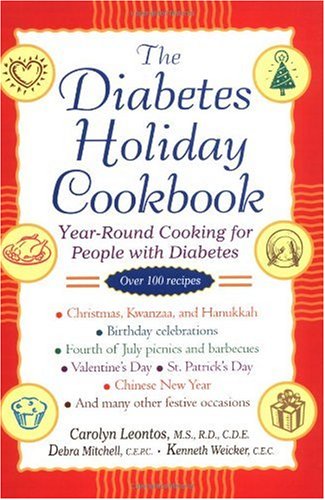 The
Diabetes
Holiday
Cookbook
Year-Round Cooking for
People with Diabetes
Over 100 recipes
• Christmas, Kwanzaa, and Hanukkah
• Birthday celebrations
• Fourth of July picnics and barbecues
• Valentine's Day • St. Patrick's Day
• Chinese New Year
• And many other festive occasions
Carolyn Leontos, M.S., R.D., C.D.E.
Debra Mitchell, C.E.P.C. • Kenneth Weicker, C.E.C.